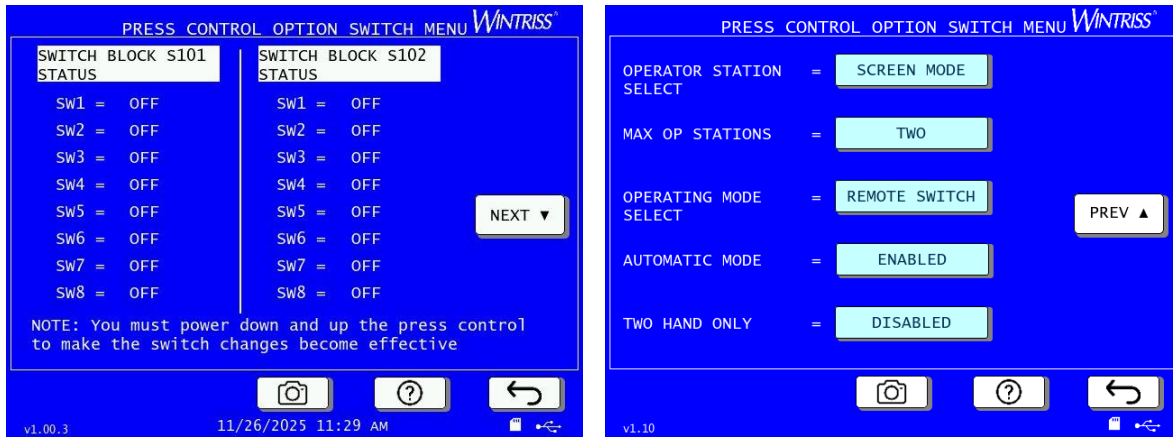 PRESS CONTROL OPTION SWITCH MENU WINTRISS
SWITCH BLOCK S101
STATUS
SW1 = OFF
SW2 = OFF
SW3 = OFF
SW4 = OFF
SW5 = OFF
SW6 = OFF
SW7 = OFF
SW8 = OFF
SWITCH BLOCK S102
STATUS
SW1 = OFF
SW2 = OFF
SW3 = OFF
SW4 = OFF
SW5 = OFF
SW6 = OFF
SW7 = OFF
SW8 = OFF
NEXT ▼
NOTE: You must power down and up the press control
to make the switch changes become effective
v1.00.3
11/26/2025 11:29 AM
PRESS CONTROL OPTION SWITCH MENU WINTRISS
OPERATOR STATION SELECT = SCREEN MODE
MAX OP STATIONS = TWO
OPERATING MODE SELECT = REMOTE SWITCH
PREV ▲
AUTOMATIC MODE = ENABLED
TWO HAND ONLY = DISABLED
v1.10